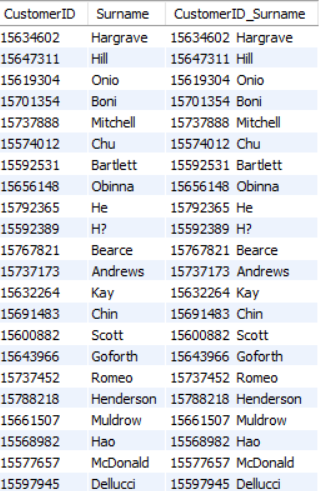 CustomerID Surname CustomerID_Surname
15634602 Hargrave 15634602 Hargrave
15647311 Hill 15647311 Hill
15619304 Onio 15619304 Onio
15701354 Boni 15701354 Boni
15737888 Mitchell 15737888 Mitchell
15574012 Chu 15574012 Chu
15592531 Bartlett 15592531 Bartlett
15656148 Obinna 15656148 Obinna
15792365 He 15792365 He
15592389 H? 15592389 H?
15767821 Bearce 15767821 Bearce
15737173 Andrews 15737173 Andrews
15632264 Kay 15632264 Kay
15691483 Chin 15691483 Chin
15600882 Scott 15600882 Scott
15643966 Goforth 15643966 Goforth
15737452 Romeo 15737452 Romeo
15788218 Henderson 15788218 Henderson
15661507 Muldrow 15661507 Muldrow
15568982 Hao 15568982 Hao
15577657 McDonald 15577657 McDonald
15597945 Dellucci 15597945 Dellucci